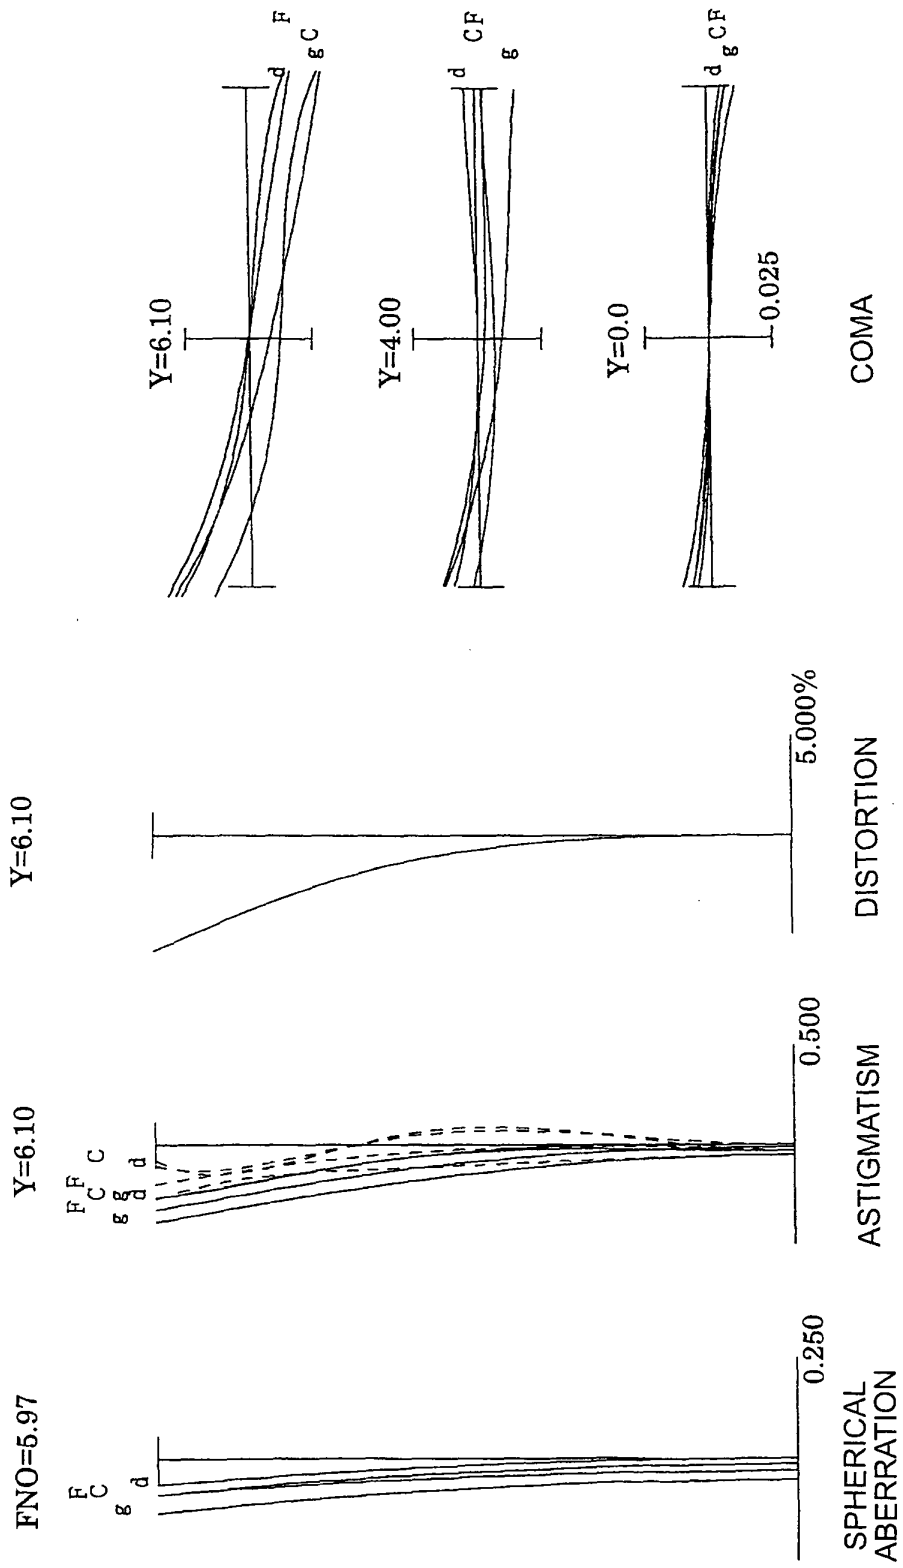 FNO=5.97
F
C
g
d
0.250
SPHERICAL
ABERRATION
Y=6.10
F F
C g C
g d d
0.500
ASTIGMATISM
Y=6.10
5.000%
DISTORTION
Y=6.10
d F
g C
Y=4.00
d CF
g
Y=0.0
d g CF
0.025
COMA